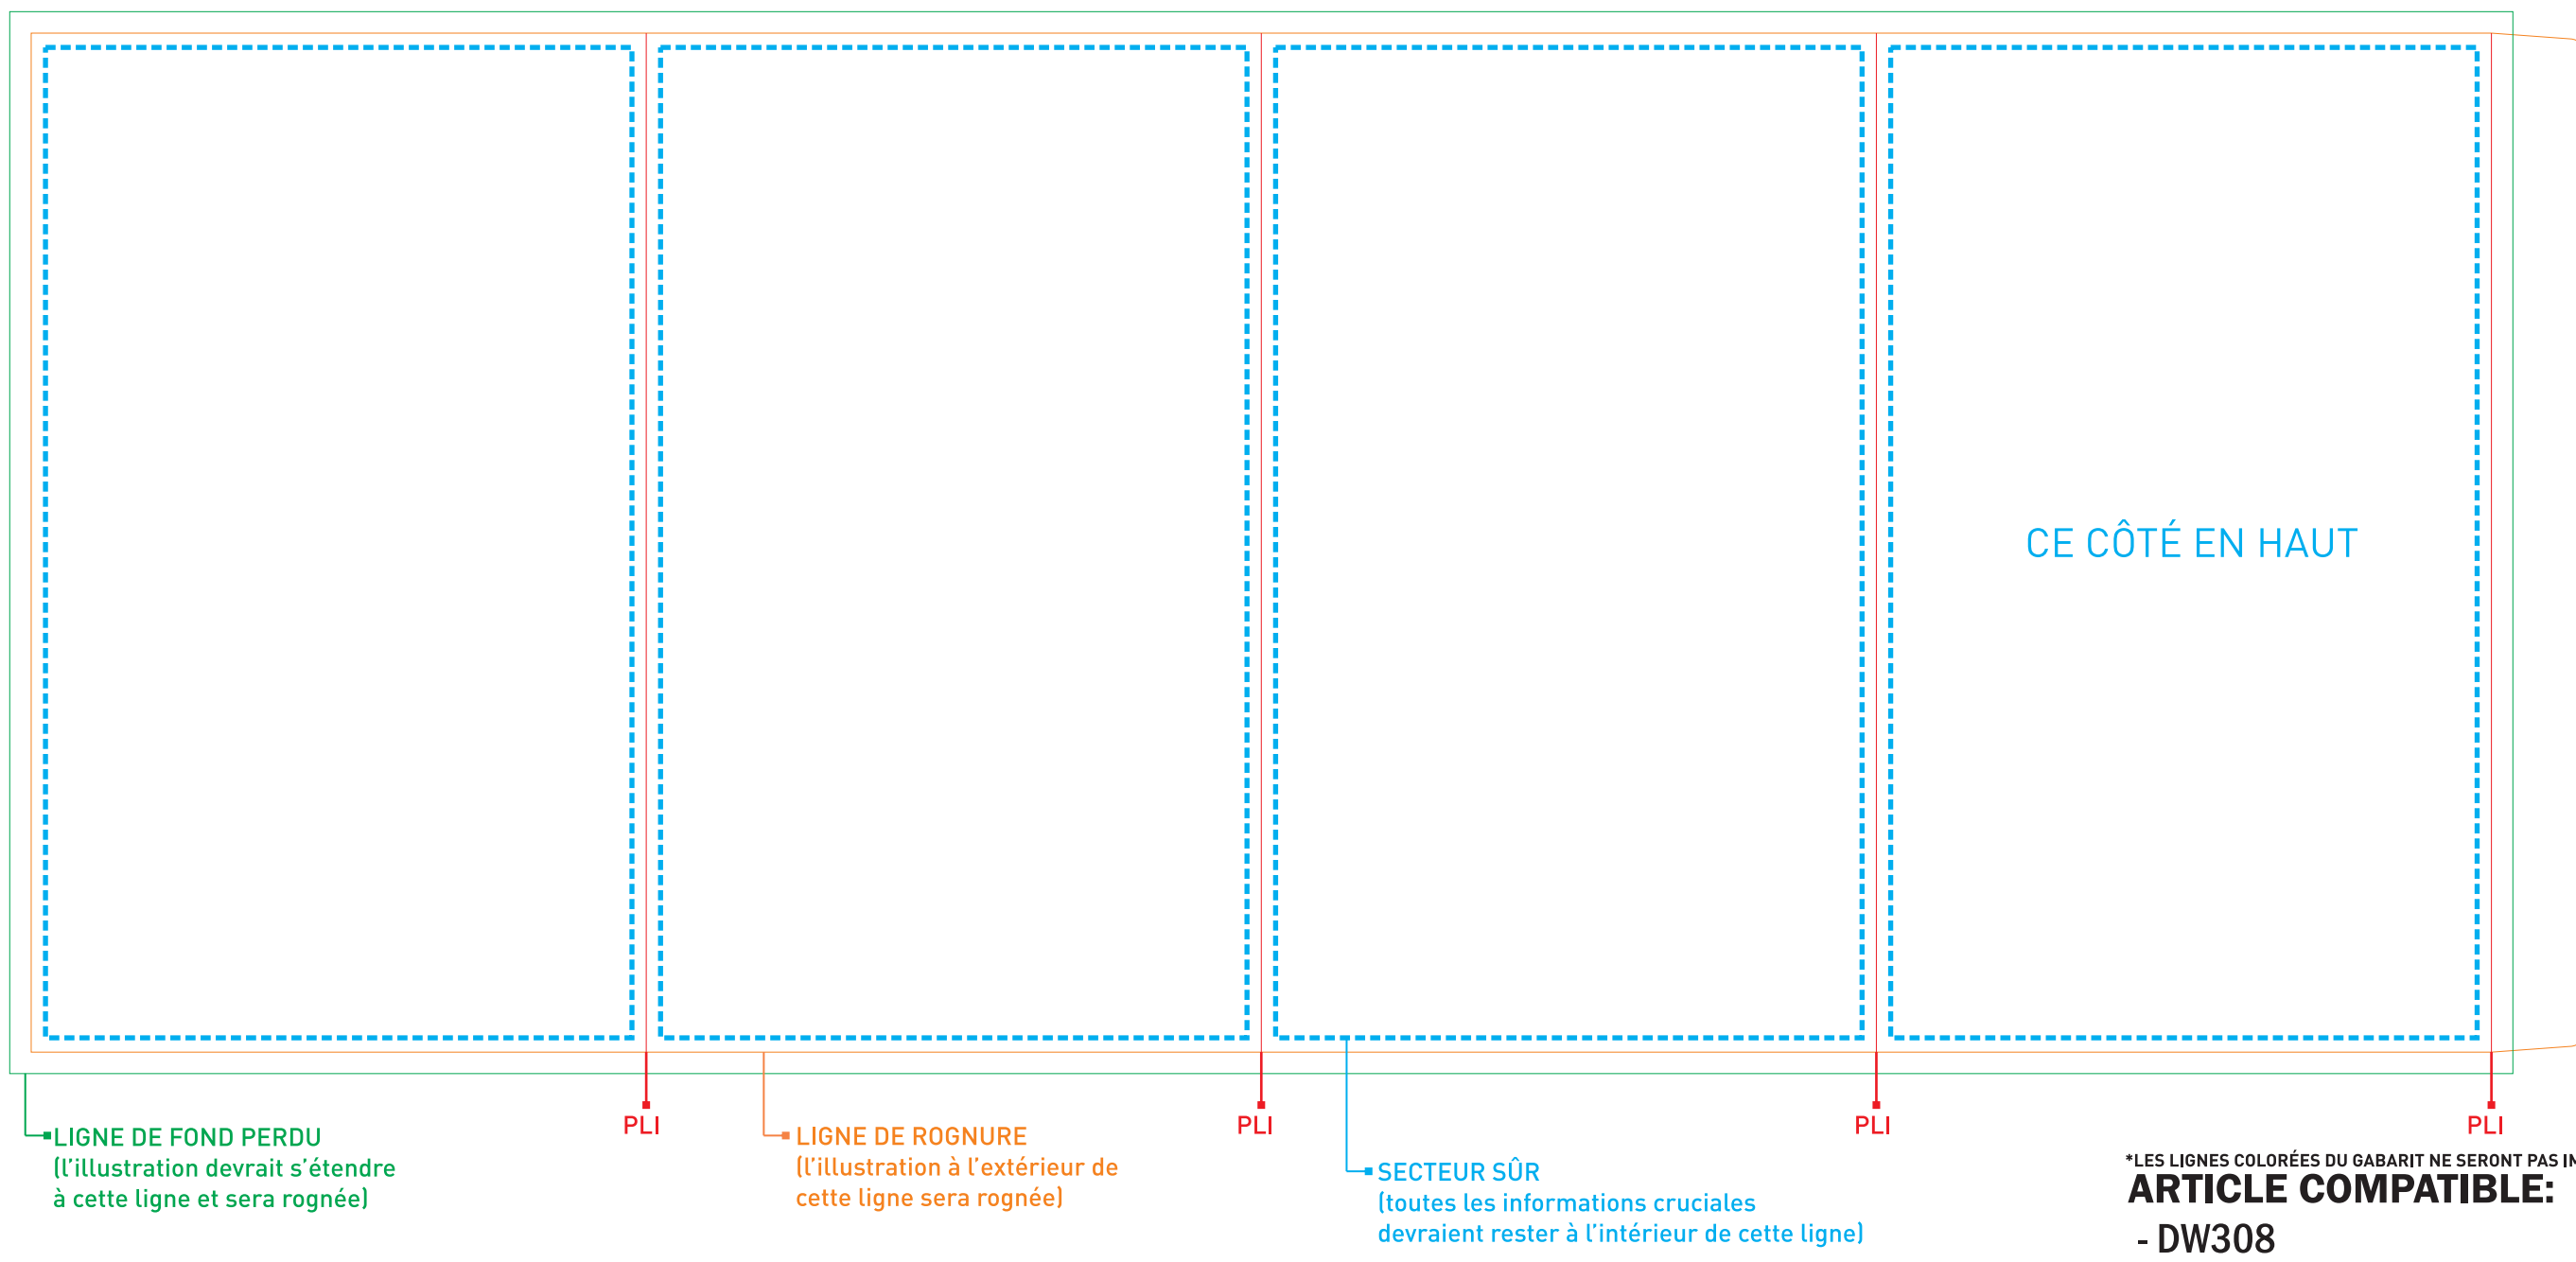 CE CÔTÉ EN HAUT
PLI
PLI
PLI
PLI
LIGNE DE FOND PERDU
(l'illustration devrait s'étendre
à cette ligne et sera rognée)
LIGNE DE ROGNURE
(l'illustration à l'extérieur de
cette ligne sera rognée)
SECTEUR SÛR
(toutes les informations cruciales
devraient rester à l'intérieur de cette ligne)
*LES LIGNES COLORÉES DU GABARIT NE SERONT PAS
ARTICLE COMPATIBLE:
- DW308